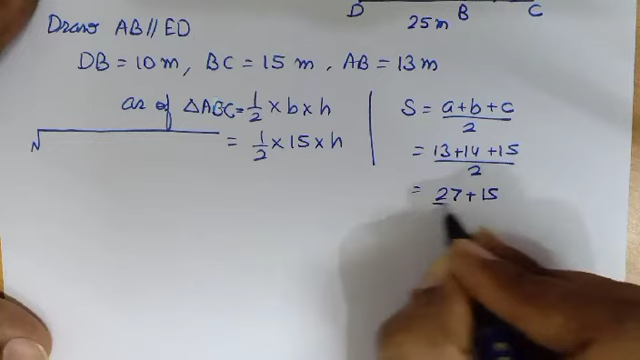 D B C
25 m
Draw AB // ED
DB = 10 m, BC = 15 m, AB = 13 m
ar of △ABC = 1/2 × b × h
√ = 1/2 × 15 × h
S = a+b+c/2
= 13+14+15/2
= 27+15